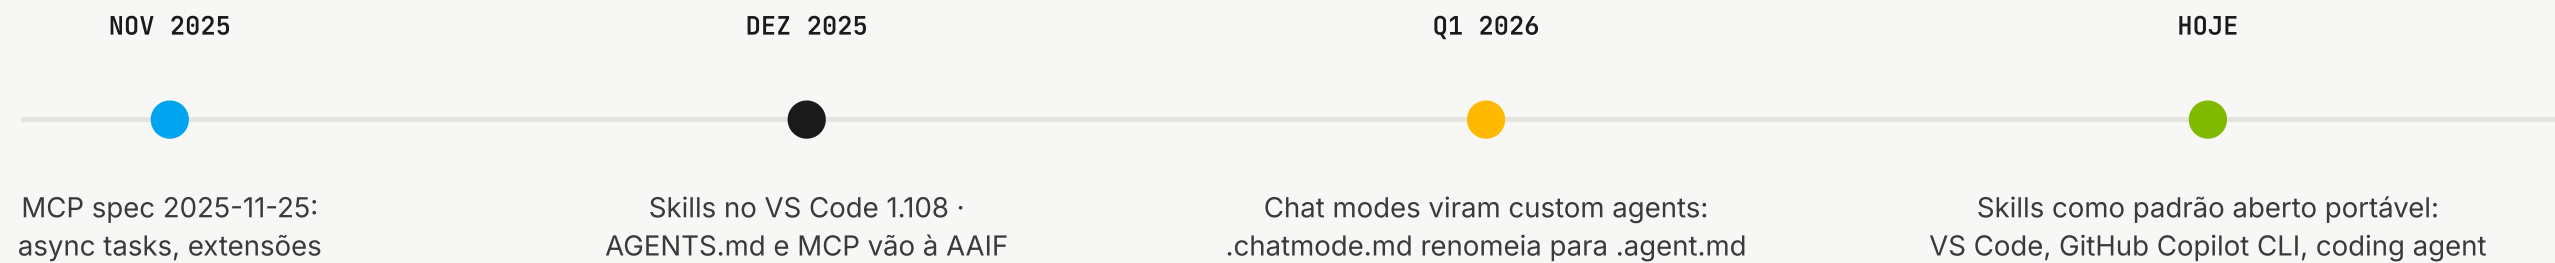 NOV 2025
DEZ 2025
Q1 2026
HOJE
MCP spec 2025-11-25:
async tasks, extensões
Skills no VS Code 1.108 ·
AGENTS.md e MCP vão à AAIF
Chat modes viram custom agents:
.chatmode.md renomeia para .agent.md
Skills como padrão aberto portável:
VS Code, GitHub Copilot CLI, coding agent